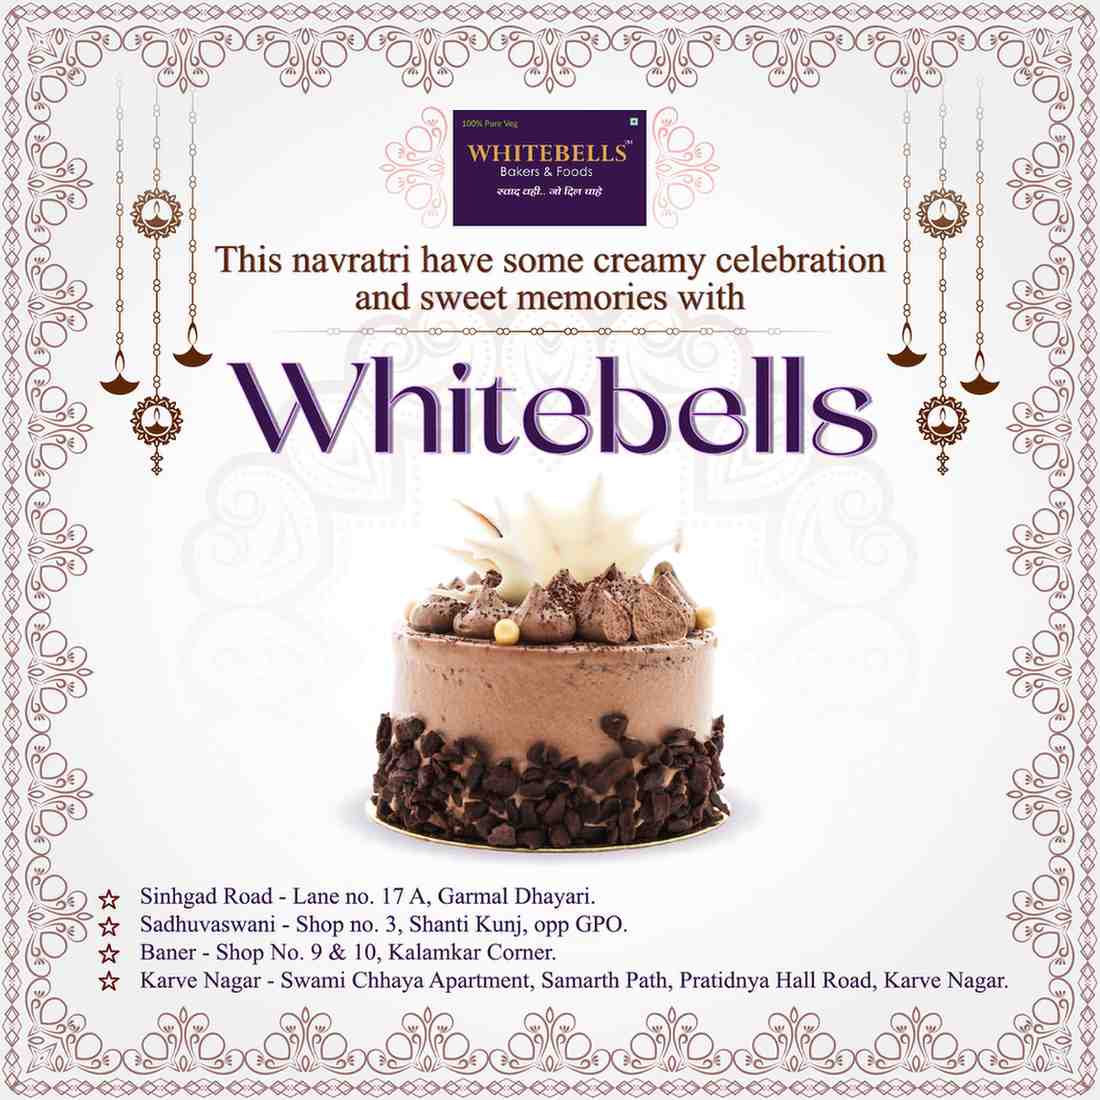 100% Pure Veg
WHITEBELLS™
Bakers & Foods
स्वाद वही.. जो दिल चाहे
This navratri have some creamy celebration
and sweet memories with
Whitebells
Sinhgad Road - Lane no. 17 A, Garmal Dhayari.
Sadhuvaswani - Shop no. 3, Shanti Kunj, opp GPO.
Baner - Shop No. 9 & 10, Kalamkar Corner.
Karve Nagar - Swami Chhaya Apartment, Samarth Path, Pratidnya Hall Road, Karve Nagar.